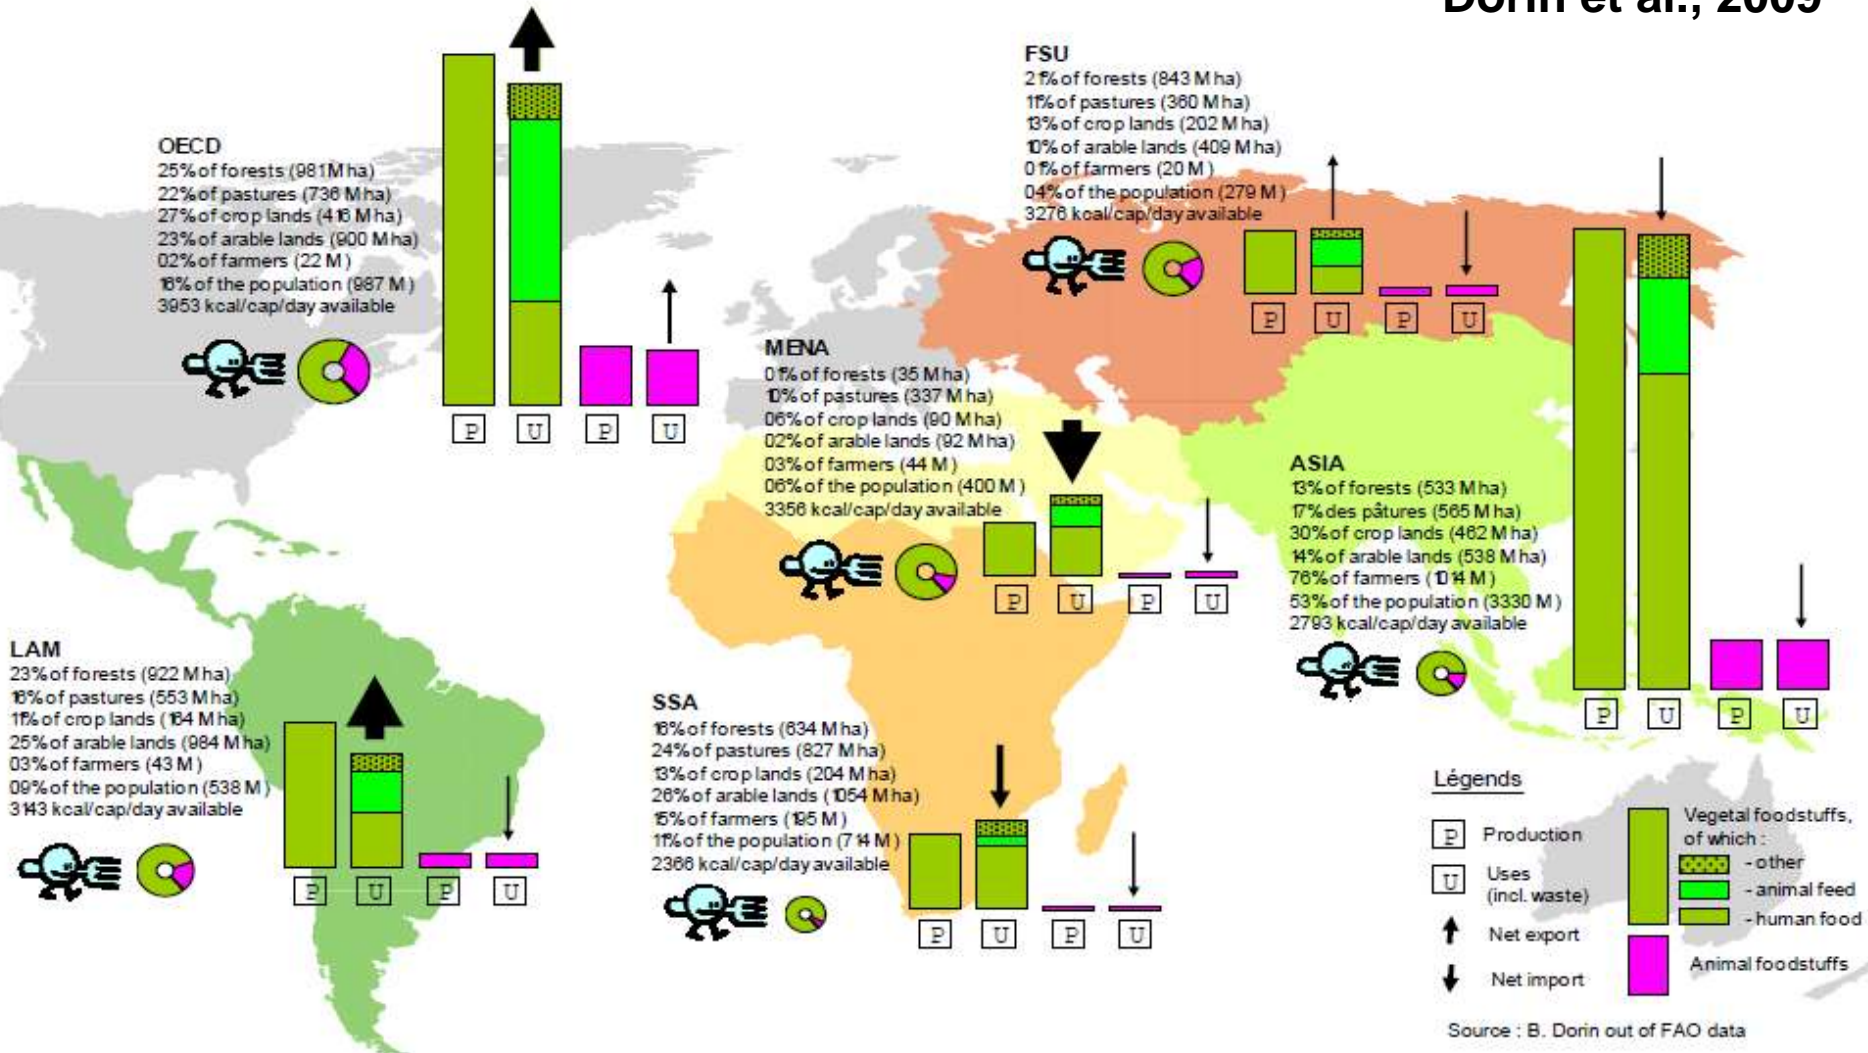 Dorin et al., 2009
OECD
25% of forests (981 M ha)
22% of pastures (736 M ha)
27% of crop lands (416 M ha)
23% of arable lands (900 M ha)
02% of farmers (22 M)
16% of the population (987 M)
3953 kcal/cap/day available
P
U
P
U
FSU
21% of forests (843 M ha)
11% of pastures (360 M ha)
13% of crop lands (202 M ha)
10% of arable lands (409 M ha)
01% of farmers (20 M)
04% of the population (279 M)
3276 kcal/cap/day available
P
U
P
U
MENA
01% of forests (35 M ha)
10% of pastures (337 M ha)
06% of crop lands (90 M ha)
02% of arable lands (92 M ha)
03% of farmers (44 M)
06% of the population (400 M)
3356 kcal/cap/day available
P
U
P
U
ASIA
13% of forests (533 M ha)
17% des pâtures (565 M ha)
30% of crop lands (462 M ha)
14% of arable lands (538 M ha)
76% of farmers (1014 M)
53% of the population (3330 M)
2793 kcal/cap/day available
P
U
P
U
LAM
23% of forests (922 M ha)
16% of pastures (553 M ha)
11% of crop lands (164 M ha)
25% of arable lands (984 M ha)
03% of farmers (43 M)
09% of the population (538 M)
3143 kcal/cap/day available
P
U
P
U
SSA
16% of forests (634 M ha)
24% of pastures (827 M ha)
13% of crop lands (204 M ha)
26% of arable lands (1054 M ha)
15% of farmers (195 M)
11% of the population (714 M)
2366 kcal/cap/day available
P
U
P
U
Légends
P Production
U Uses
(incl. waste)
Net export
Net import
Vegetal foodstuffs,
of which :
- other
- animal feed
- human food
Animal foodstuffs
Source : B. Dorin out of FAO data